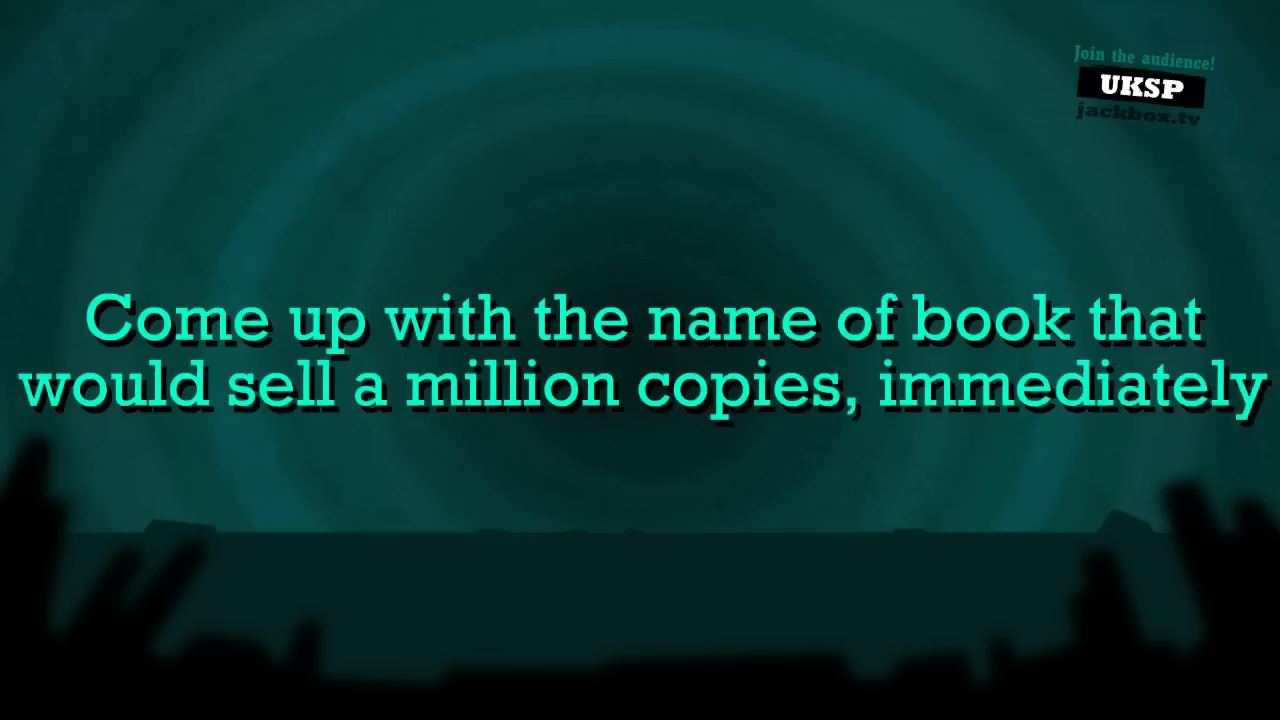 Join the audience!
UKSP
jackbox.tv
Come up with the name of book that
would sell a million copies, immediately